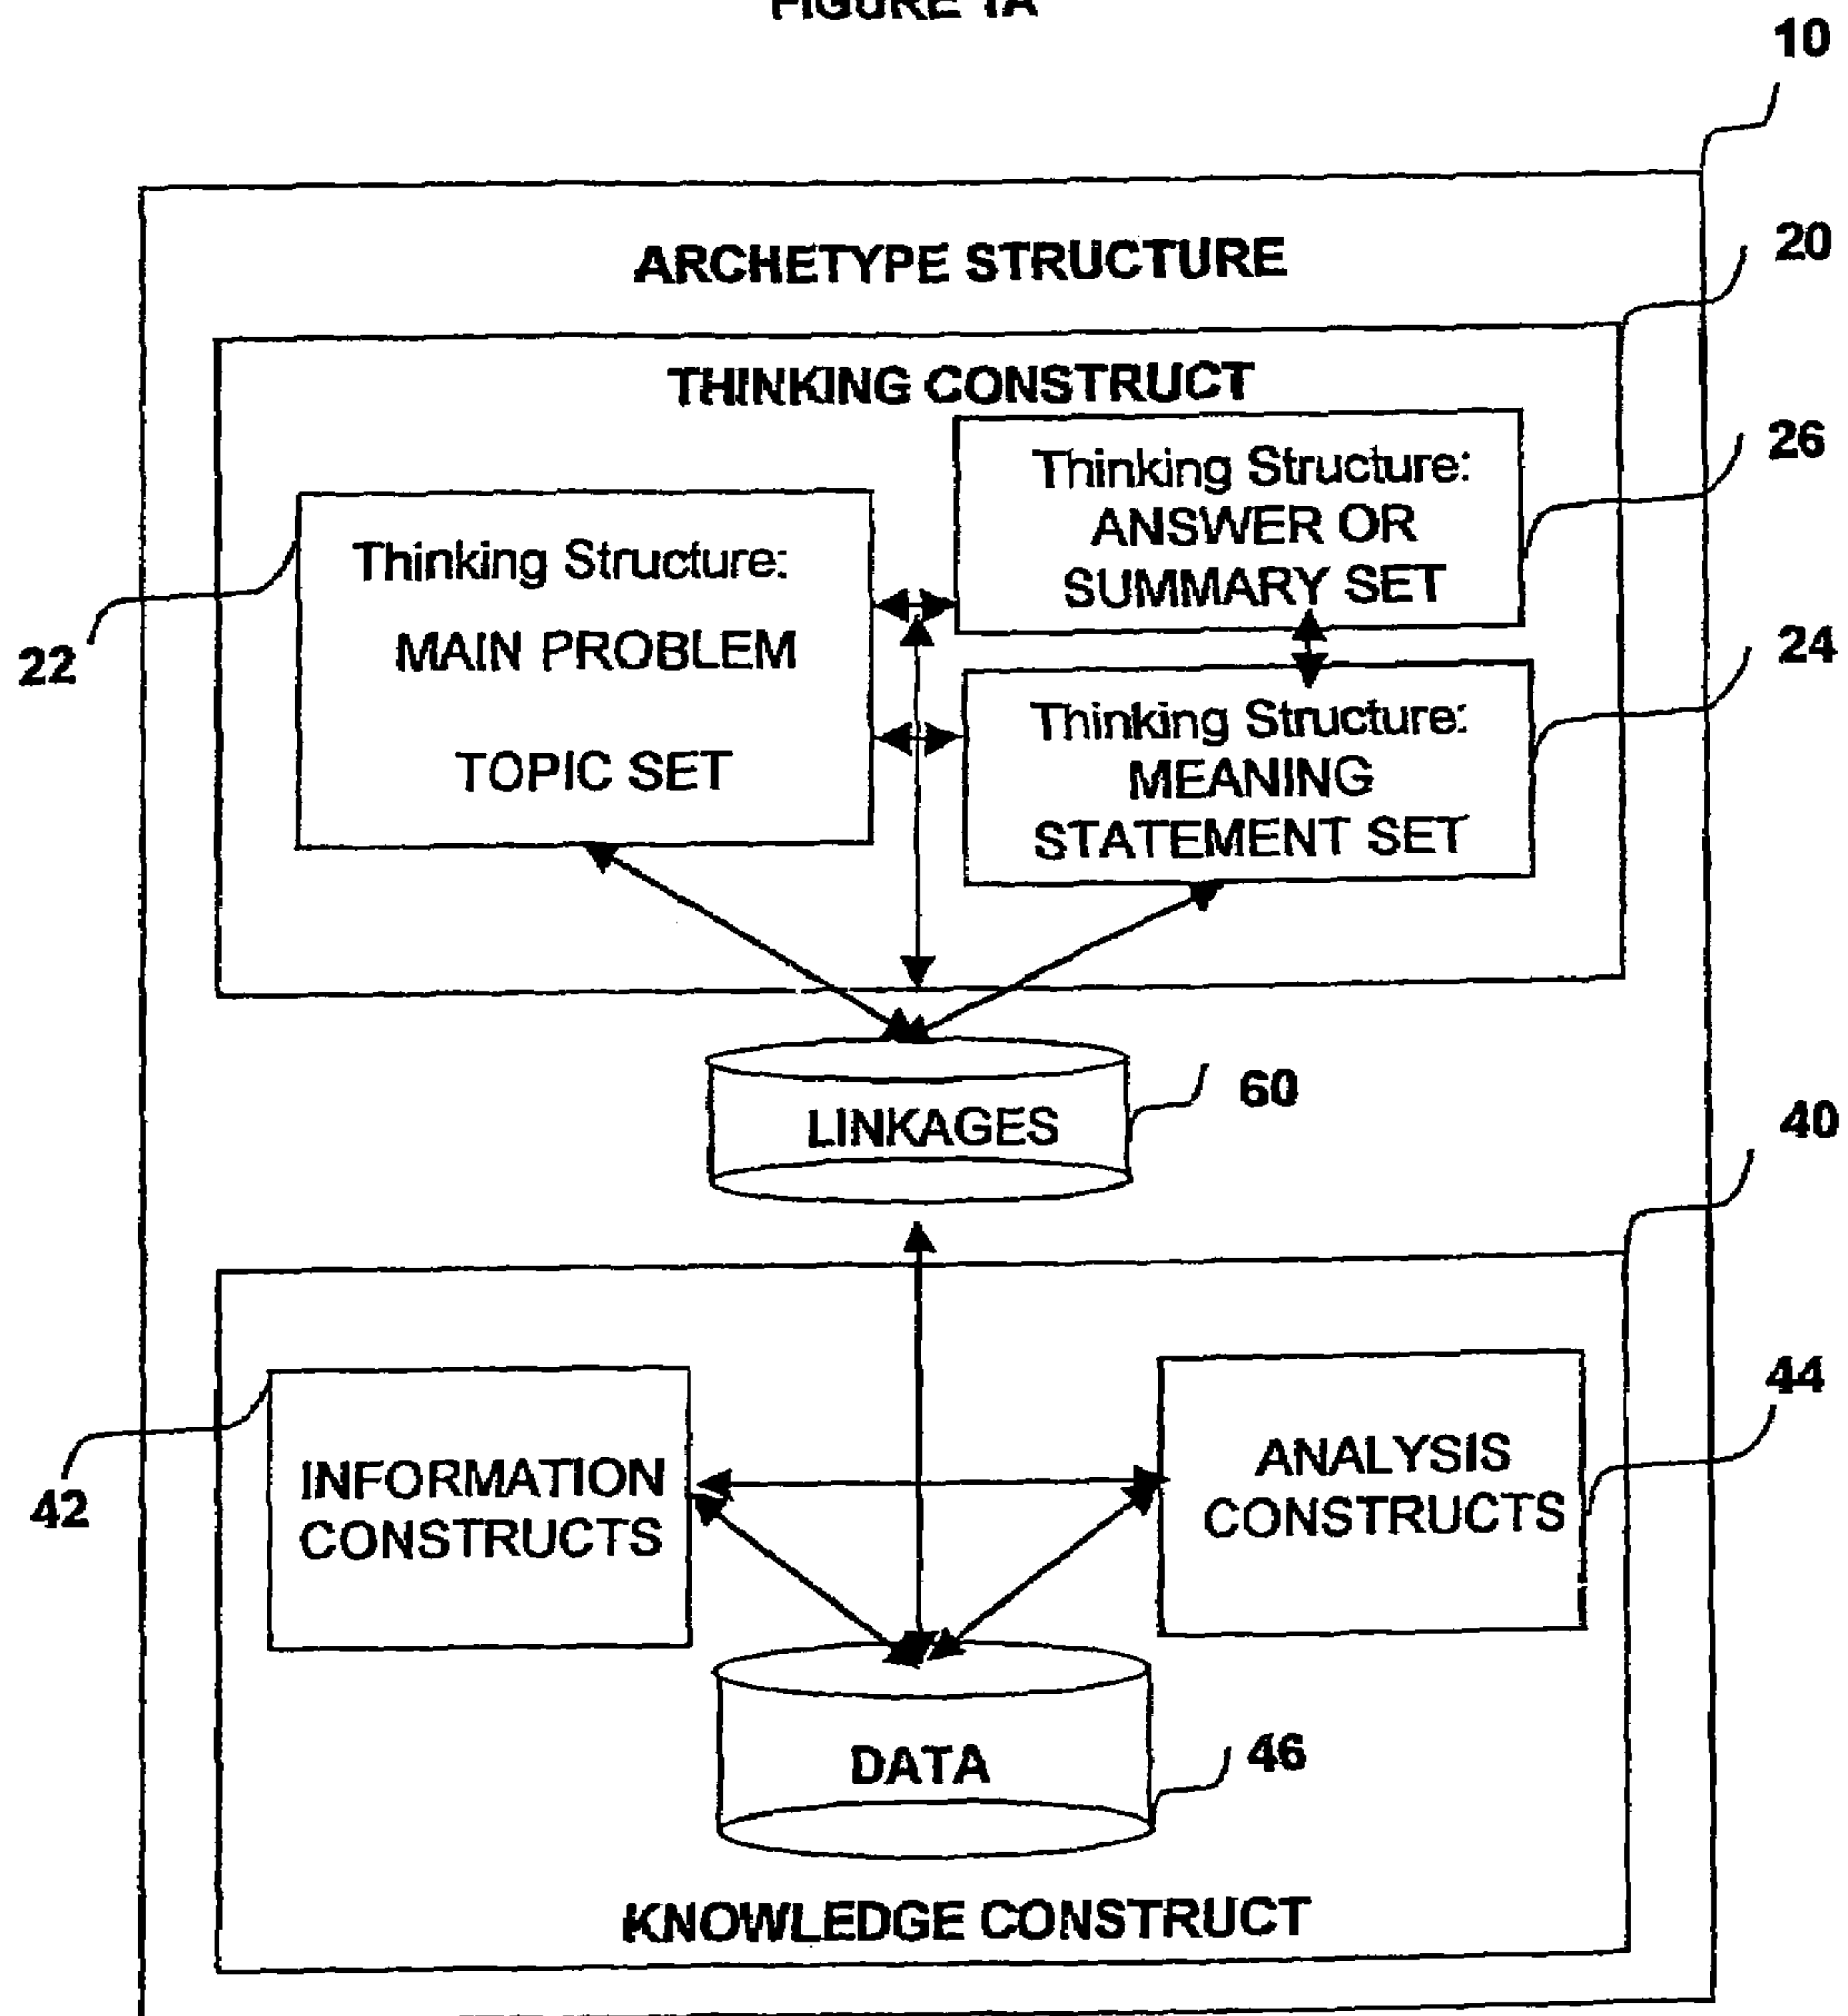 FIGURE 1A
10
ARCHETYPE STRUCTURE
20
THINKING CONSTRUCT
26
Thinking Structure:
ANSWER OR
SUMMARY SET
Thinking Structure:
MAIN PROBLEM
TOPIC SET
22
24
Thinking Structure:
MEANING
STATEMENT SET
LINKAGES
60
40
INFORMATION
CONSTRUCTS
42
ANALYSIS
CONSTRUCTS
44
DATA
46
KNOWLEDGE CONSTRUCT